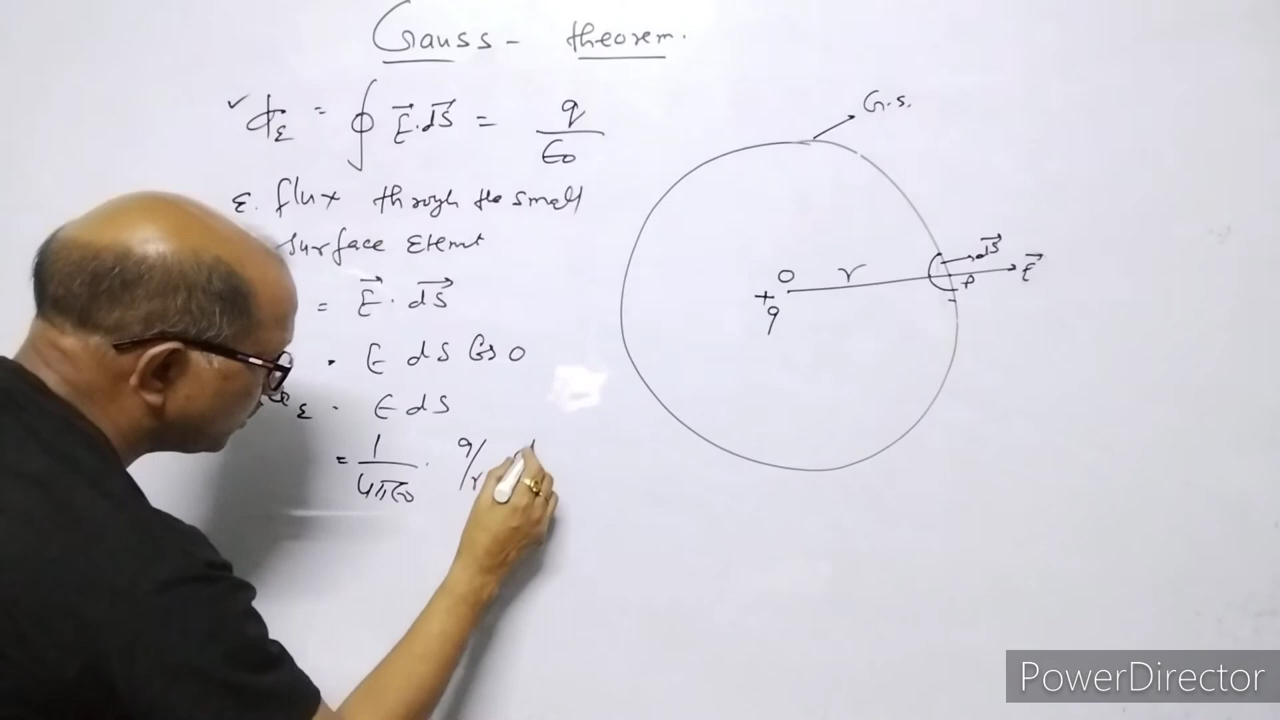 Gauss - theorem.
✓ ϕ_E = ∮ E⃗.dS⃗ = q/ϵ0
E. flux through the small
surface Elemt
= E⃗ . dS⃗
. E dS Cos 0
E . E dS
= 1/4πϵ0 . q/r
G.S.
O r dS⃗
P E⃗
+
q
PowerDirector